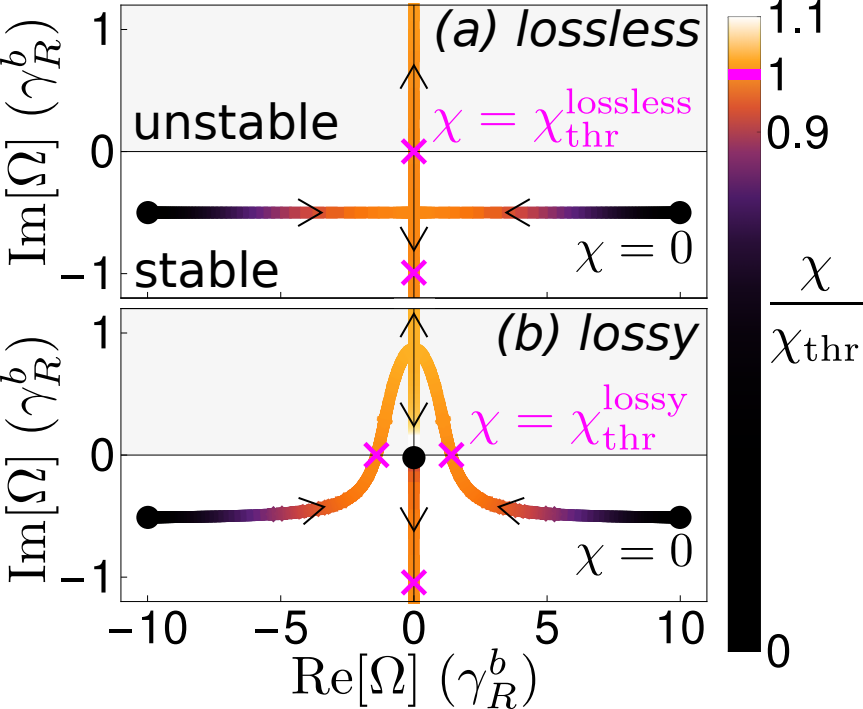 (a) lossless
unstable
χ = χ_thr^lossless
stable
χ = 0
1
0
−1
Im[Ω] (γ_R^b)
(b) lossy
χ = χ_thr^lossy
χ = 0
1
0
−1
Im[Ω] (γ_R^b)
−10 −5 0 5 10
Re[Ω] (γ_R^b)
1.1
1
0.9
0
χ
χ_thr